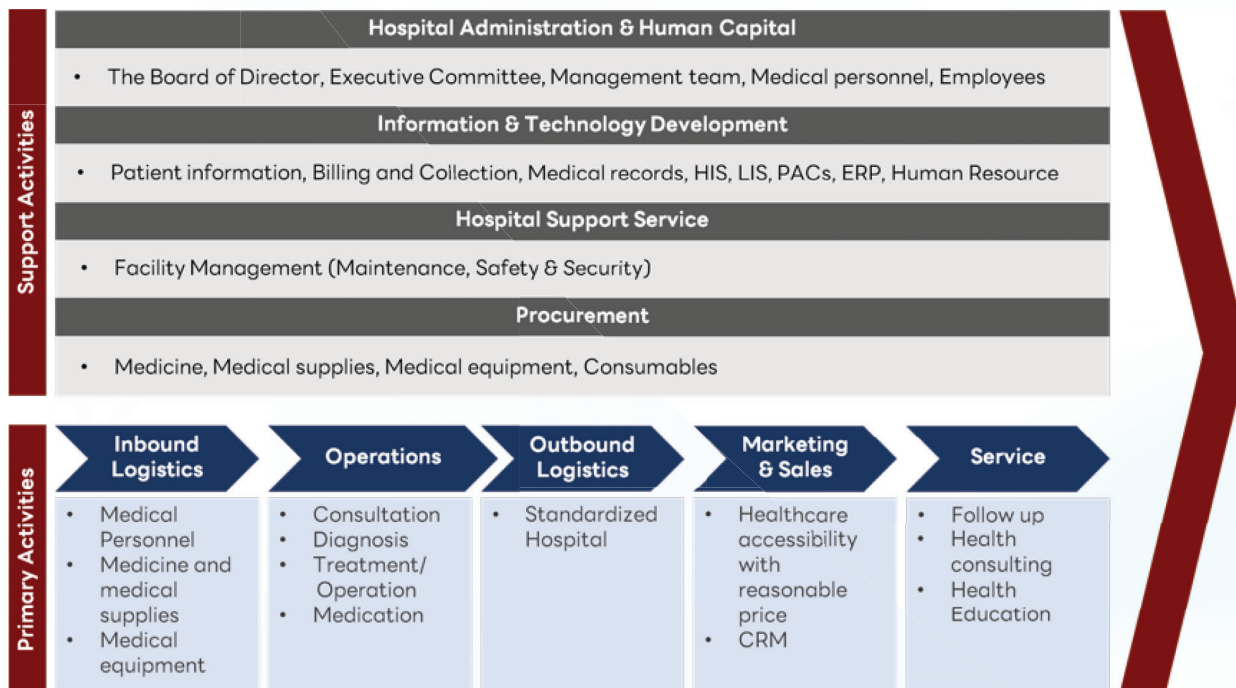 Support Activities
Hospital Administration & Human Capital
• The Board of Director, Executive Committee, Management team, Medical personnel, Employees
Information & Technology Development
• Patient information, Billing and Collection, Medical records, HIS, LIS, PACs, ERP, Human Resource
Hospital Support Service
• Facility Management (Maintenance, Safety & Security)
Procurement
• Medicine, Medical supplies, Medical equipment, Consumables
Primary Activities
Inbound
Logistics
• Medical
Personnel
• Medicine and
medical
supplies
• Medical
equipment
Operations
• Consultation
• Diagnosis
• Treatment/
Operation
• Medication
Outbound
Logistics
• Standardized
Hospital
Marketing
& Sales
• Healthcare
accessibility
with
reasonable
price
• CRM
Service
• Follow up
• Health
consulting
• Health
Education